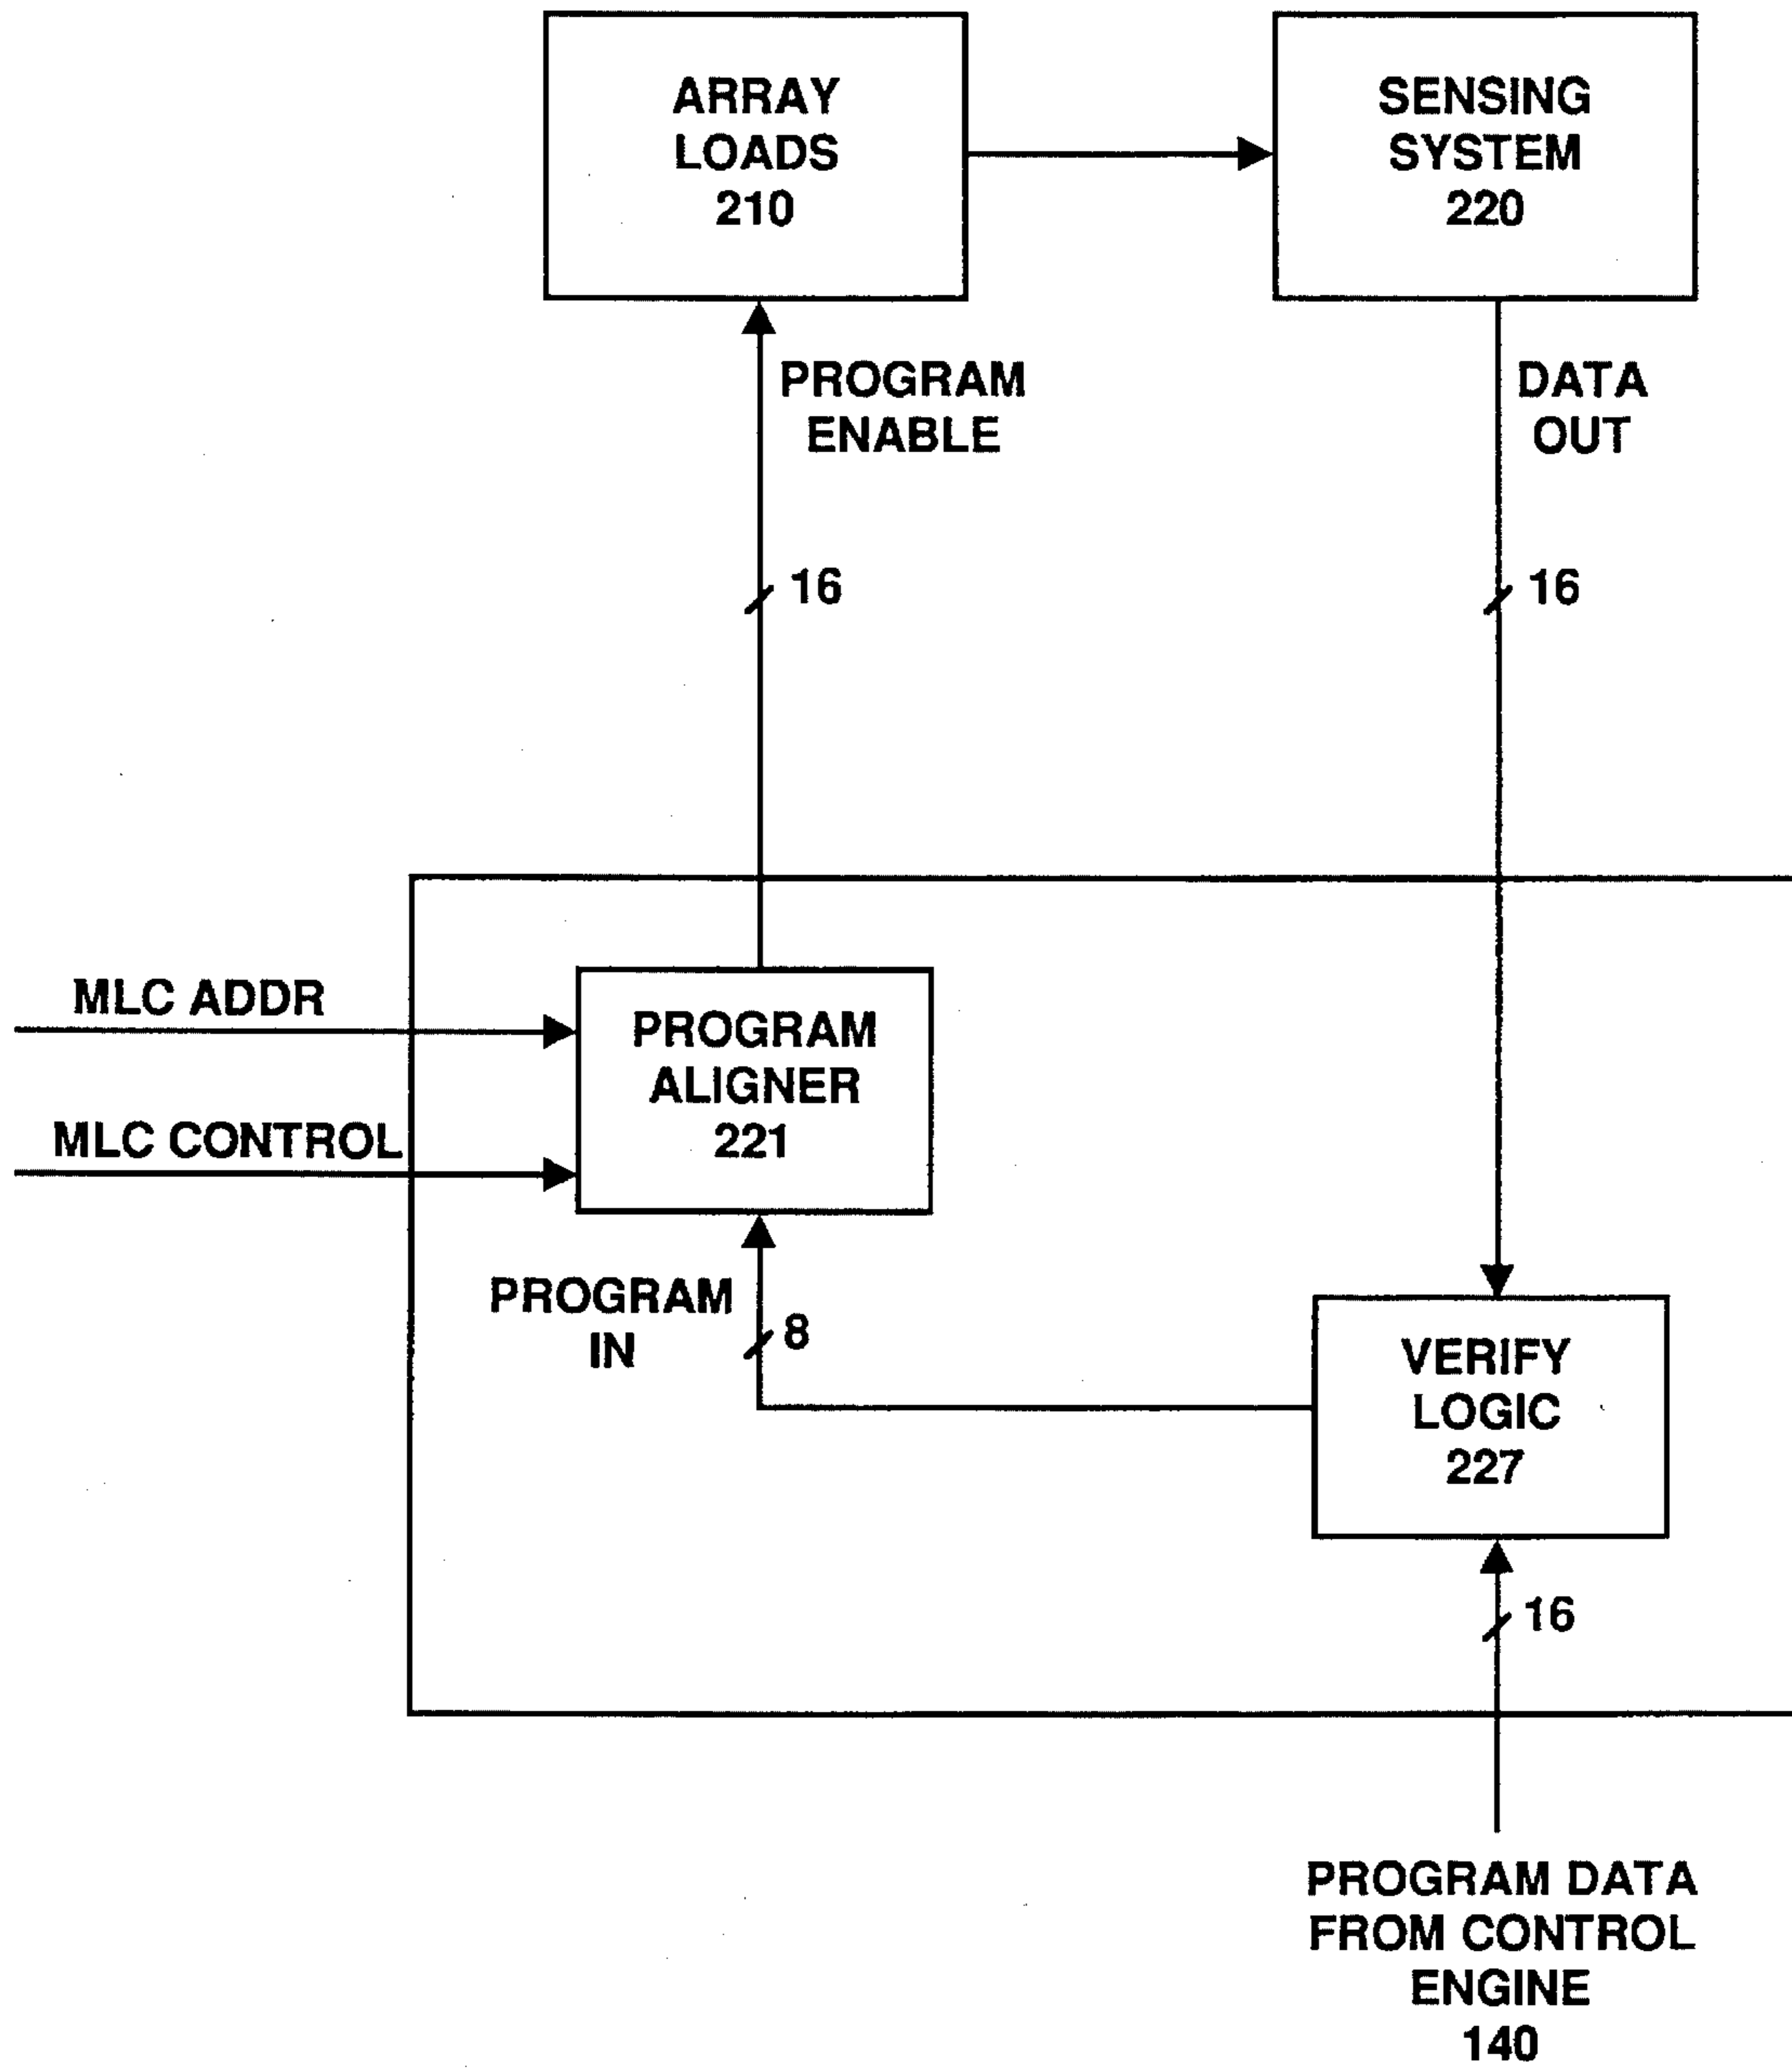 ARRAY
LOADS
210
SENSING
SYSTEM
220
PROGRAM
ENABLE
DATA
OUT
16
16
MLC ADDR
MLC CONTROL
PROGRAM
ALIGNER
221
PROGRAM
IN
8
VERIFY
LOGIC
227
16
PROGRAM DATA
FROM CONTROL
ENGINE
140